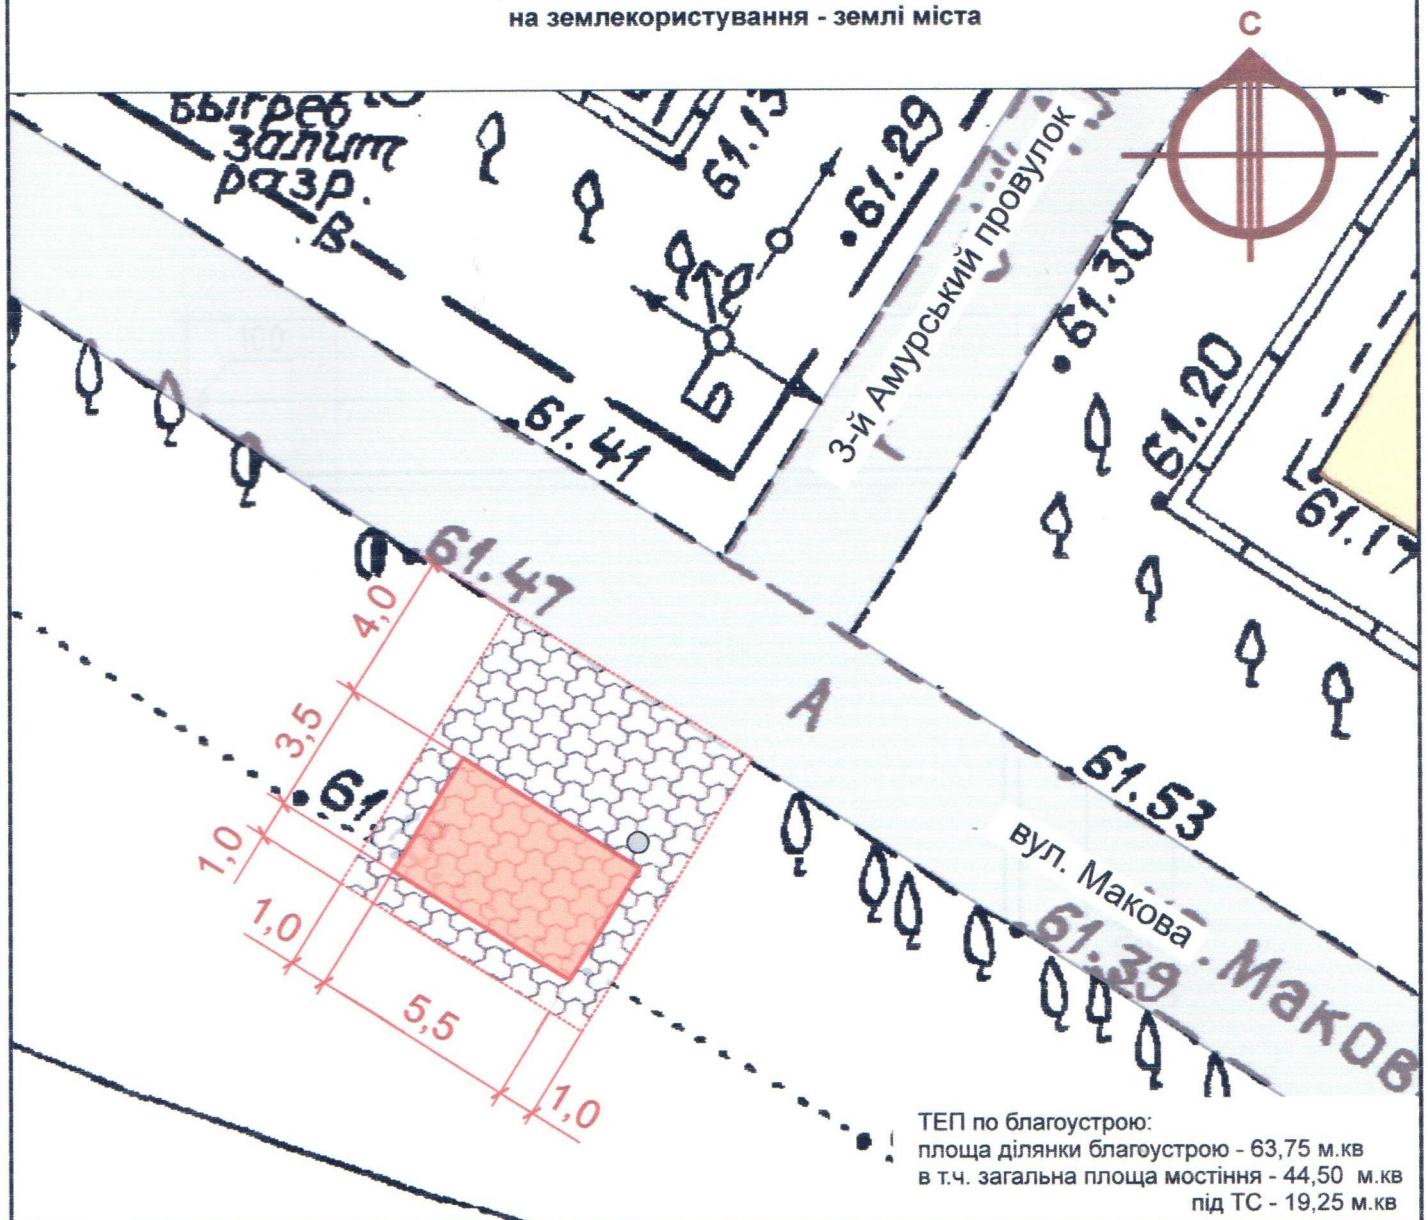 на землекористування - землі міста
С
Выгреб
залит
разр.
В
61.13
61.29
3-й Амурський провулок
61.30
61.20
61.17
Б
61.41
61.47
4,0
3,5
1,0
61.
1,0
5,5
1,0
А
61.53
вул. Макова
61.39
. Маков
ТЕП по благоустрою:
площа ділянки благоустрою - 63,75 м.кв
в т.ч. загальна площа мостіння - 44,50 м.кв
під ТС - 19,25 м.кв